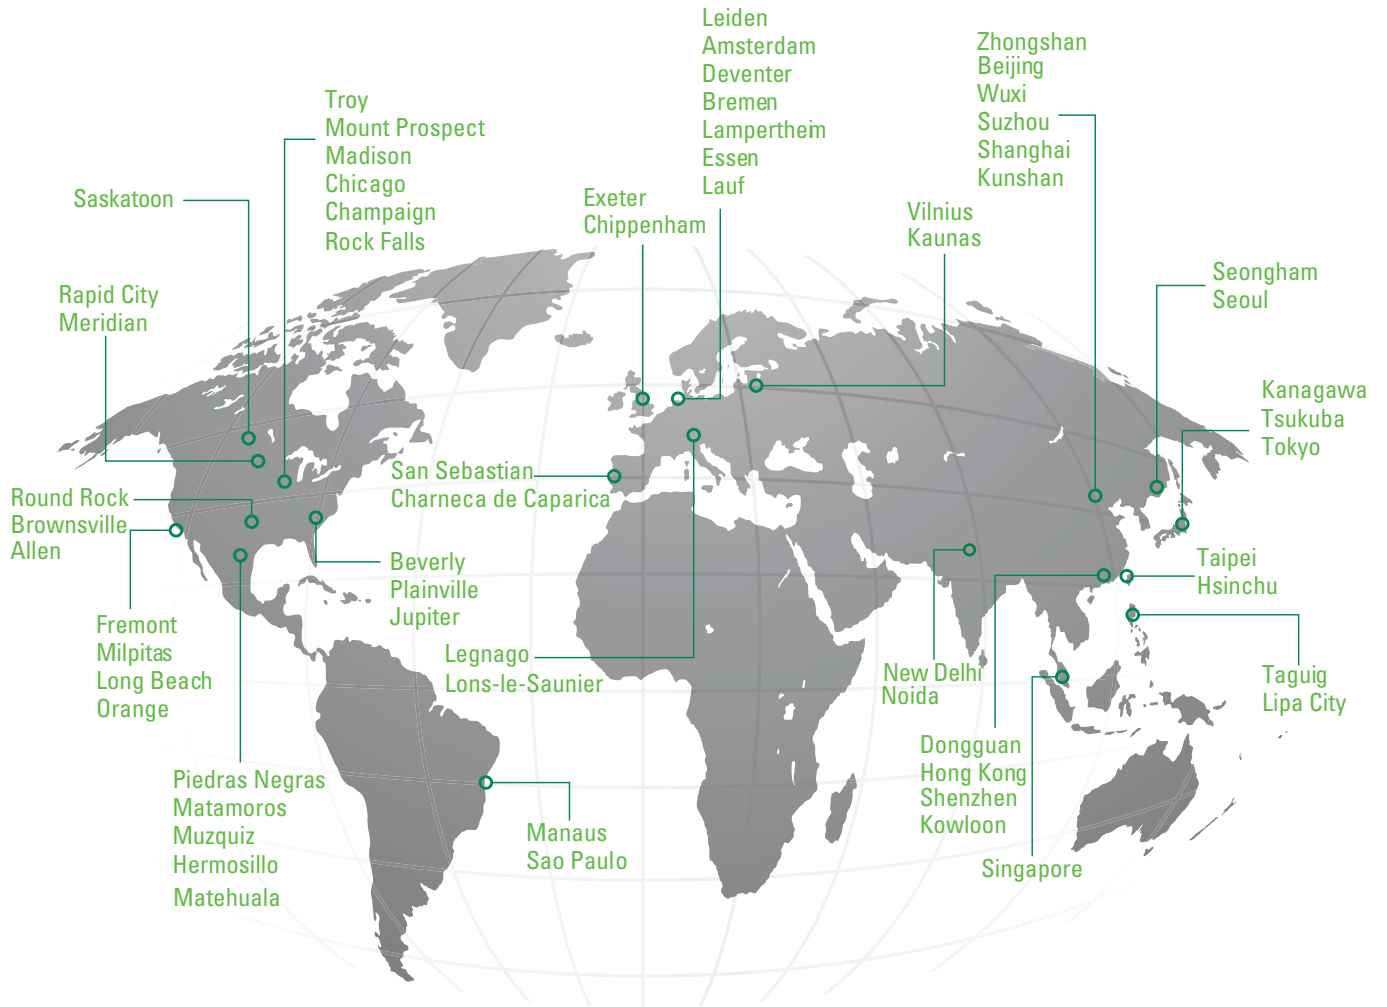 Leiden
Amsterdam
Deventer
Bremen
Lampertheim
Essen
Lauf
Zhongshan
Beijing
Wuxi
Suzhou
Shanghai
Kunshan
Troy
Mount Prospect
Madison
Chicago
Champaign
Rock Falls
Saskatoon
Exeter
Chippenham
Vilnius
Kaunas
Seongham
Seoul
Rapid City
Meridian
Kanagawa
Tsukuba
Tokyo
San Sebastian
Charneca de Caparica
Round Rock
Brownsville
Allen
Beverly
Plainville
Jupiter
Taipei
Hsinchu
Fremont
Milpitas
Long Beach
Orange
Legnago
Lons-le-Saunier
New Delhi
Noida
Taguig
Lipa City
Dongguan
Hong Kong
Shenzhen
Kowloon
Piedras Negras
Matamoros
Muzquiz
Hermosillo
Matehuala
Manaus
Sao Paulo
Singapore